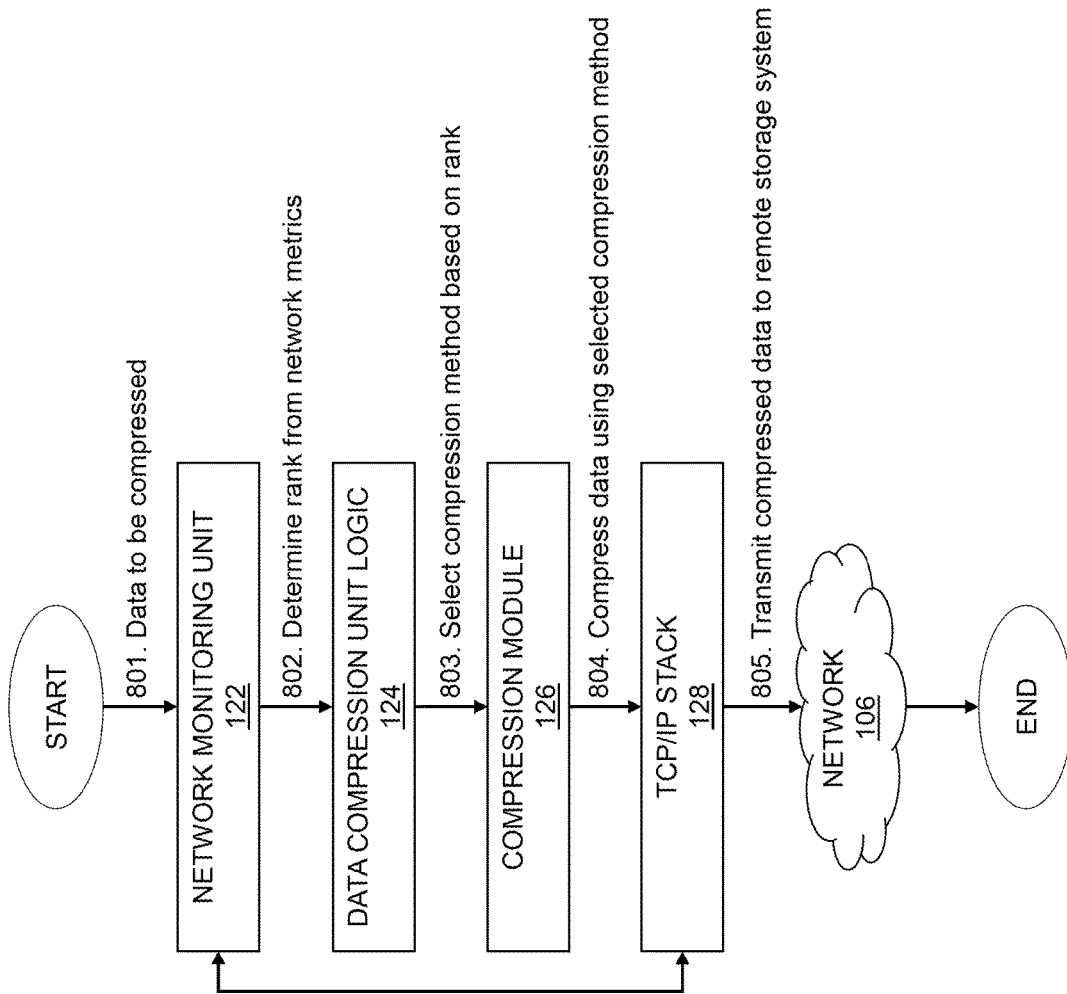 START
801. Data to be compressed
NETWORK MONITORING UNIT
122
802. Determine rank from network metrics
DATA COMPRESSION UNIT LOGIC
124
803. Select compression method based on rank
COMPRESSION MODULE
126
804. Compress data using selected compression method
TCP/IP STACK
128
805. Transmit compressed data to remote storage system
NETWORK
106
END